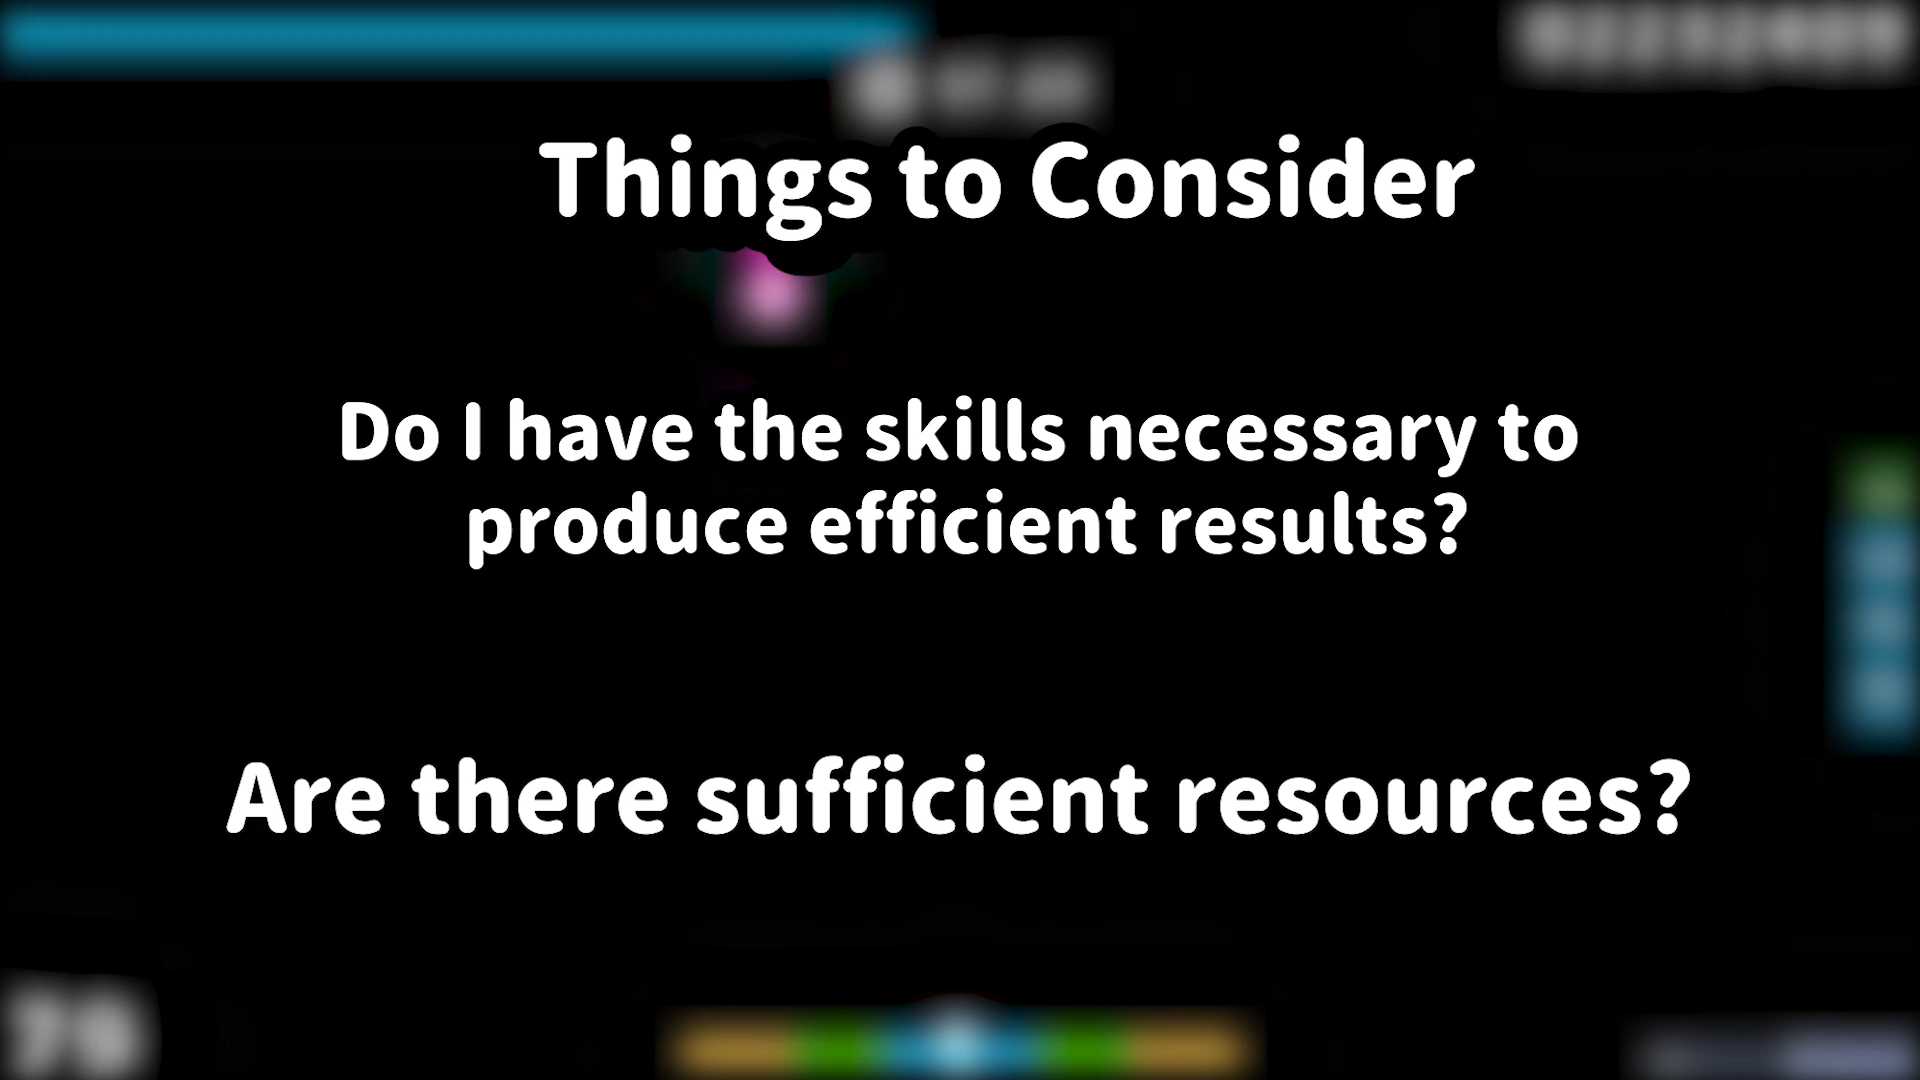 Things to Consider
Do I have the skills necessary to
produce efficient results?
Are there sufficient resources?